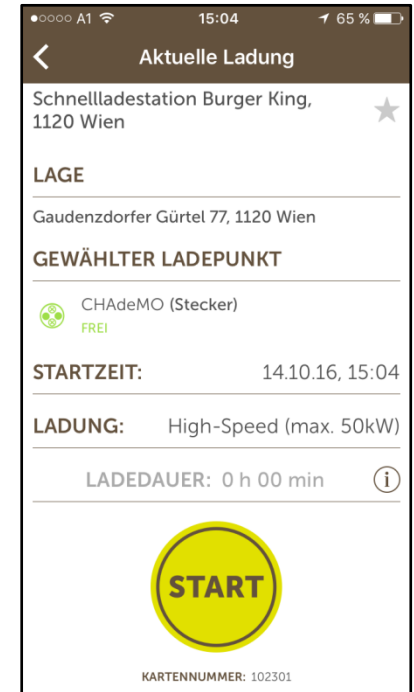 A1 15:04 65 %
Aktuelle Ladung
Schnellladestation Burger King,
1120 Wien
LAGE
Gaudenzdorfer Gürtel 77, 1120 Wien
GEWÄHLTER LADEPUNKT
CHAdeMO (Stecker)
FREI
STARTZEIT: 14.10.16, 15:04
LADUNG: High-Speed (max. 50kW)
LADEDAUER: 0 h 00 min i
START
KARTENNUMMER: 102301